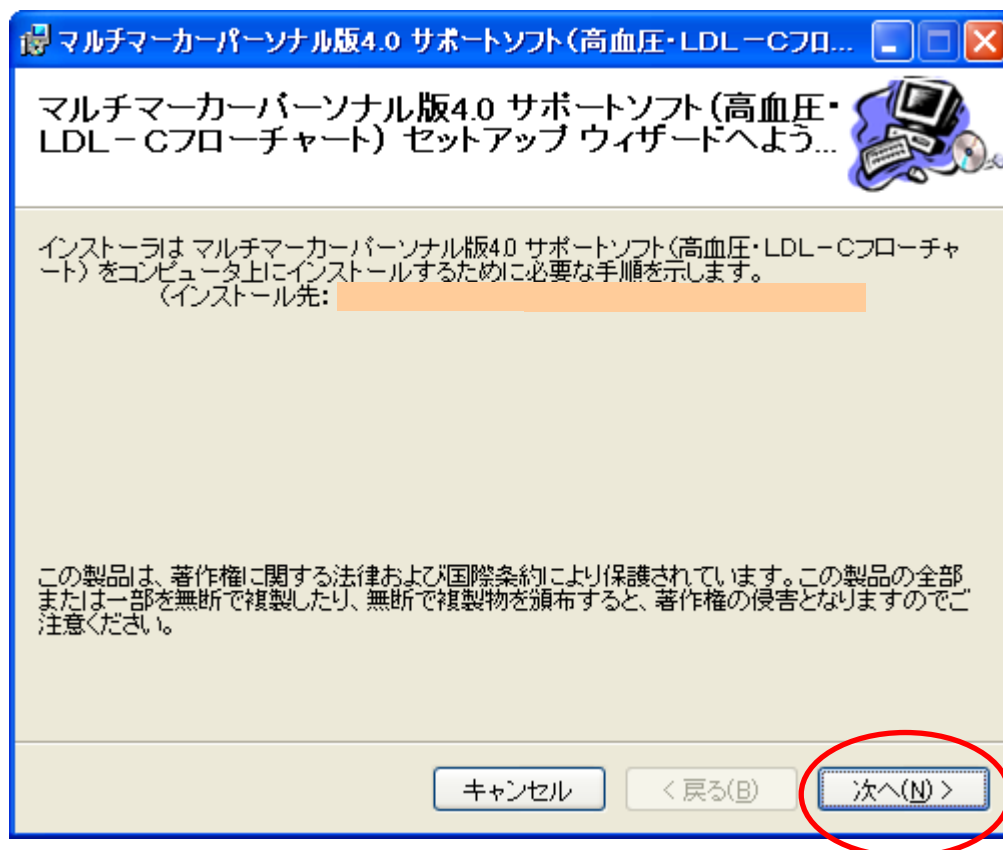 マルチマーカーパーソナル版4.0 サポートソフト(高血圧・LDL－Cフロ...
マルチマーカーパーソナル版4.0 サポートソフト(高血圧・
LDL－Cフローチャート) セットアップ ウィザードへよう...
インストーラは マルチマーカーパーソナル版4.0 サポートソフト(高血圧・LDL－Cフローチャ
ート) をコンピュータ上にインストールするために必要な手順を示します。
(インストール先:
この製品は、著作権に関する法律および国際条約により保護されています。この製品の全部
または一部を無断で複製したり、無断で複製物を頒布すると、著作権の侵害となりますのでご
注意ください。
キャンセル
< 戻る(B)
次へ(N) >